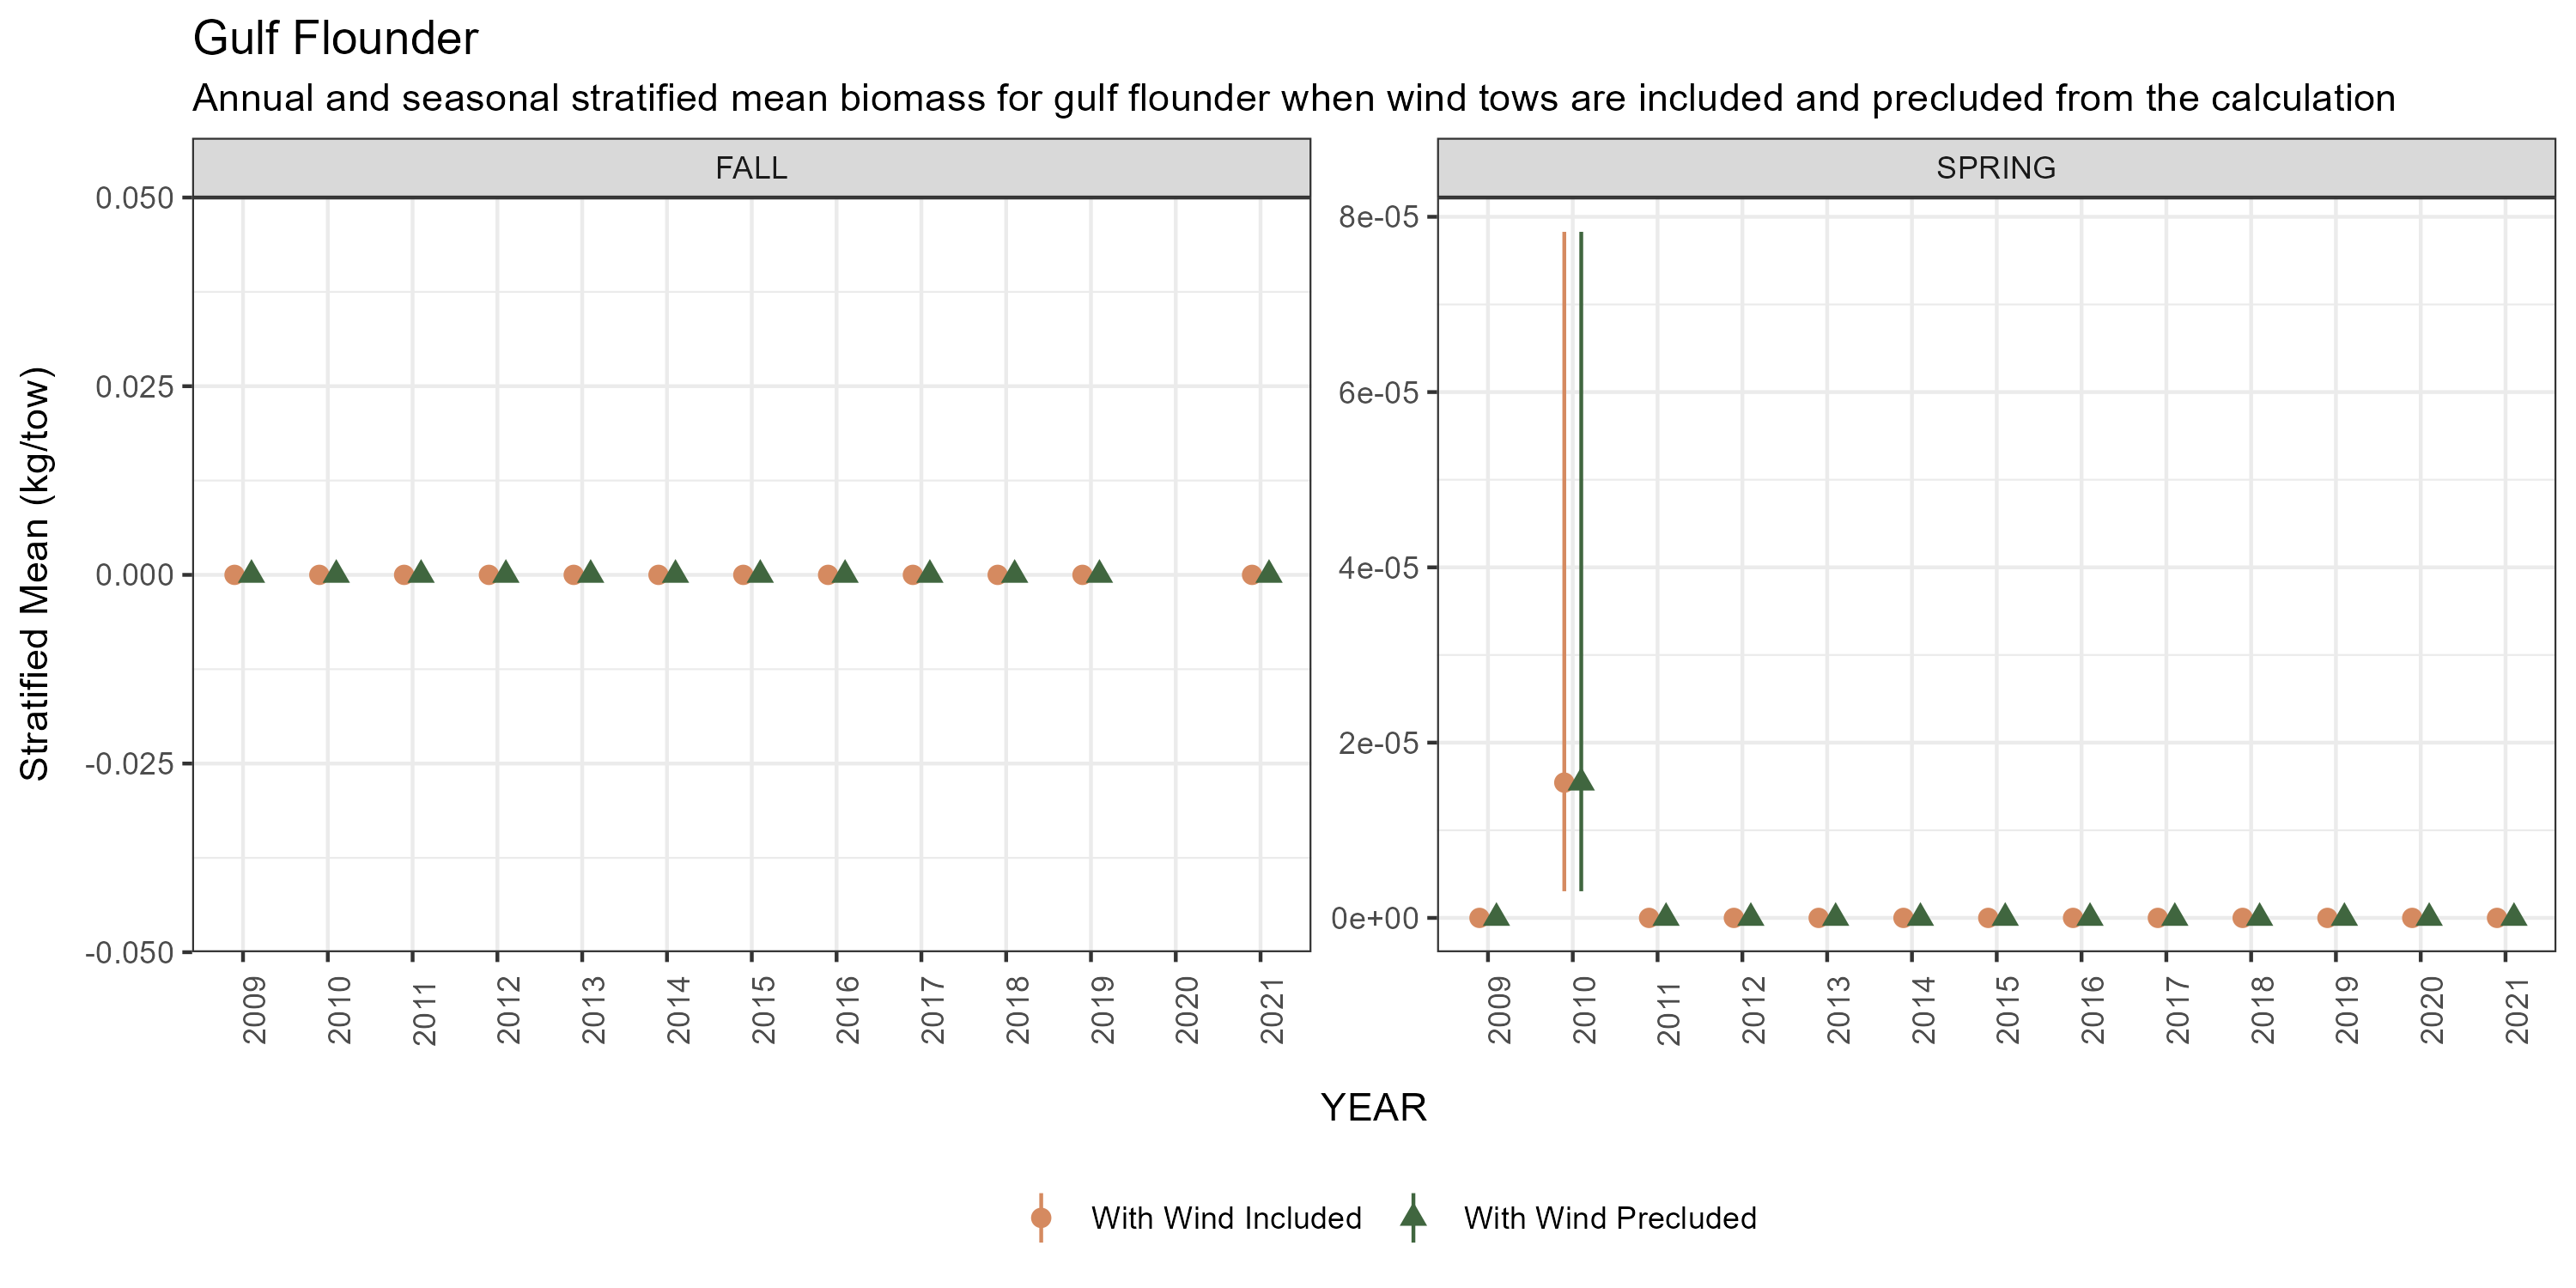 Gulf Flounder
Annual and seasonal stratified mean biomass for gulf flounder when wind tows are included and precluded from the calculation
FALL
SPRING
Stratified Mean (kg/tow)
0.050
0.025
0.000
-0.025
-0.050
8e-05
6e-05
4e-05
2e-05
0e+00
2009 2010 2011 2012 2013 2014 2015 2016 2017 2018 2019 2020 2021
2009 2010 2011 2012 2013 2014 2015 2016 2017 2018 2019 2020 2021
YEAR
With Wind Included
With Wind Precluded